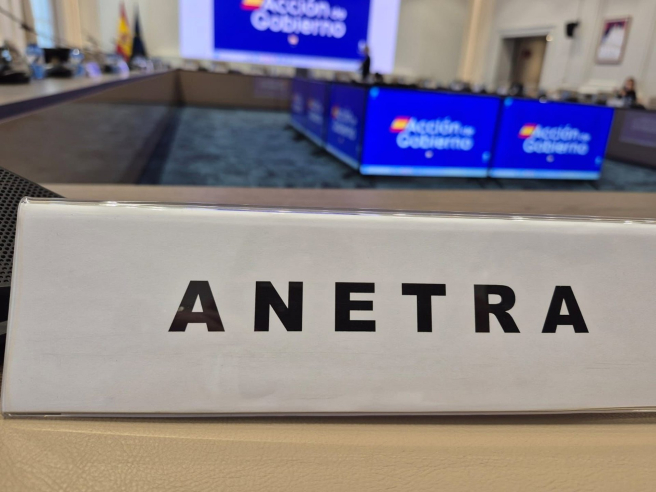 Acción de
Gobierno
Acción de
Gobierno
Acción de
Gobierno
ANETRA